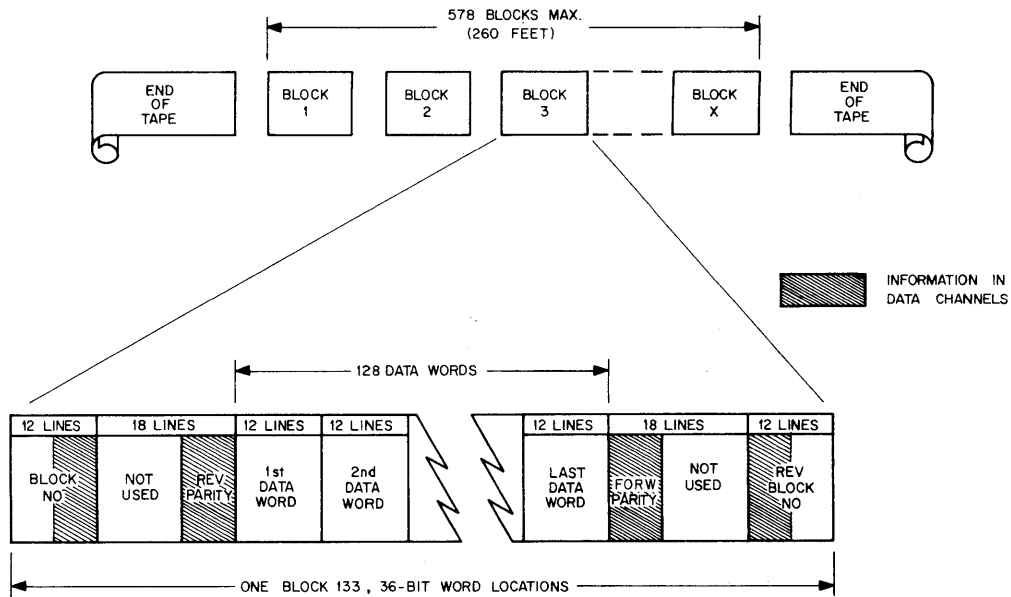 578 BLOCKS MAX.
(260 FEET)
END
OF
TAPE
BLOCK
1
BLOCK
2
BLOCK
3
BLOCK
X
END
OF
TAPE
INFORMATION IN
DATA CHANNELS
128 DATA WORDS
12 LINES
18 LINES
12 LINES
12 LINES
12 LINES
18 LINES
12 LINES
BLOCK
NO
NOT
USED
REV
PARITY
1st
DATA
WORD
2nd
DATA
WORD
LAST
DATA
WORD
FORW
PARITY
NOT
USED
REV
BLOCK
NO
ONE BLOCK 133, 36-BIT WORD LOCATIONS